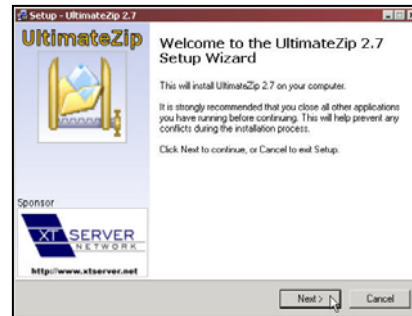 Setup - UltimateZip 2.7
UltimateZip
Welcome to the UltimateZip 2.7
Setup Wizard
This will install UltimateZip 2.7 on your computer.
It is strongly recommended that you close all other applications
you have running before continuing. This will help prevent any
conflicts during the installation process.
Click Next to continue, or Cancel to exit Setup.
Sponsor
XT SERVER
NETWORK
http://www.xtserver.net
Next >
Cancel